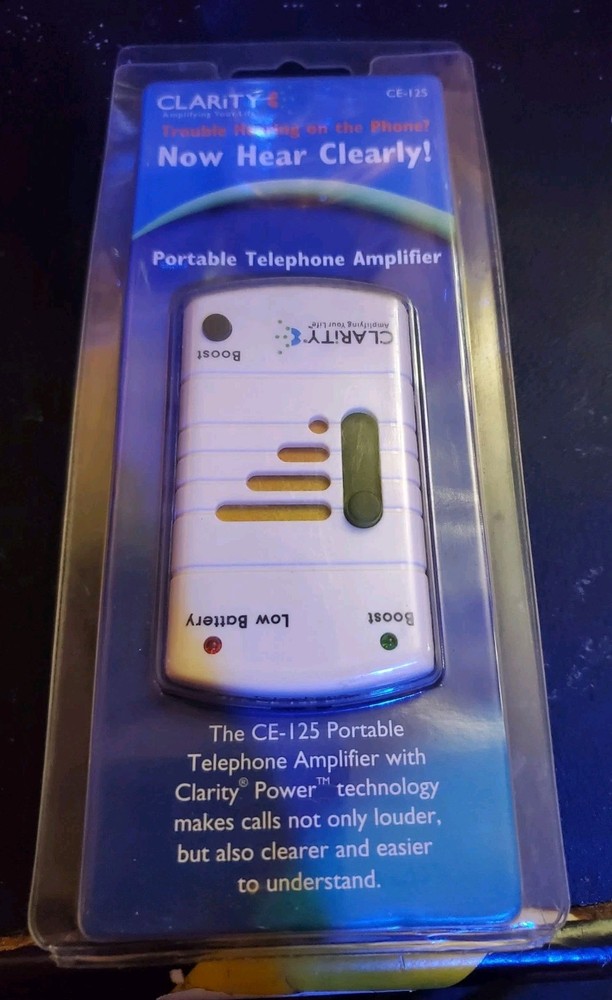 CLARiTY
CE-125
Amplifying Your Life
Trouble Hearing on the Phone?
Now Hear Clearly!
Portable Telephone Amplifier
Boost
CLARiTY
Amplifying Your Life™
Low Battery
Boost
The CE-125 Portable
Telephone Amplifier with
Clarity® Power™ technology
makes calls not only louder,
but also clearer and easier
to understand.